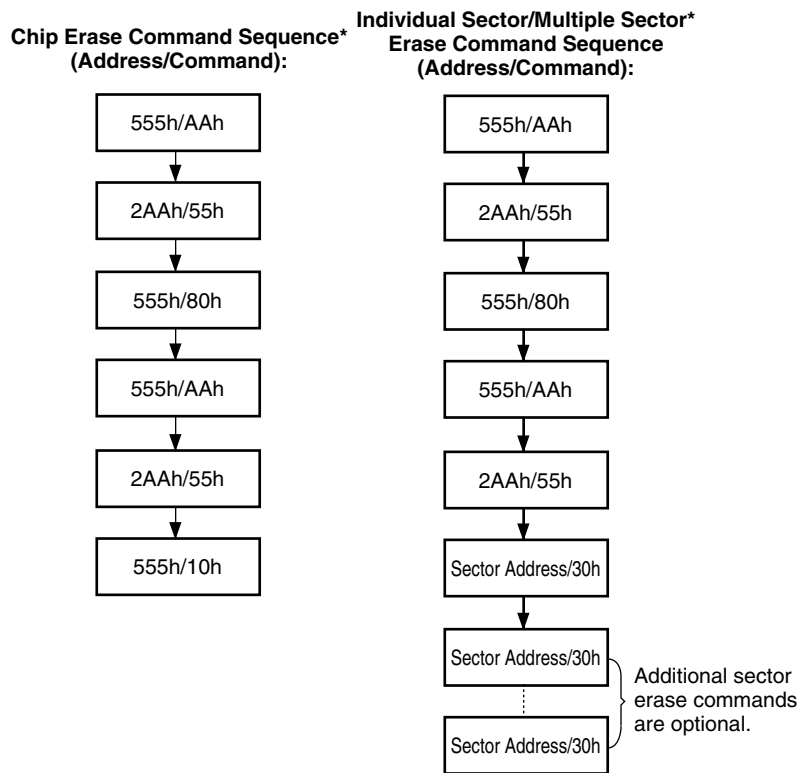 Chip Erase Command Sequence*
(Address/Command):
555h/AAh
2AAh/55h
555h/80h
555h/AAh
2AAh/55h
555h/10h
Individual Sector/Multiple Sector*
Erase Command Sequence
(Address/Command):
555h/AAh
2AAh/55h
555h/80h
555h/AAh
2AAh/55h
Sector Address/30h
Sector Address/30h
Sector Address/30h
Additional sector
erase commands
are optional.